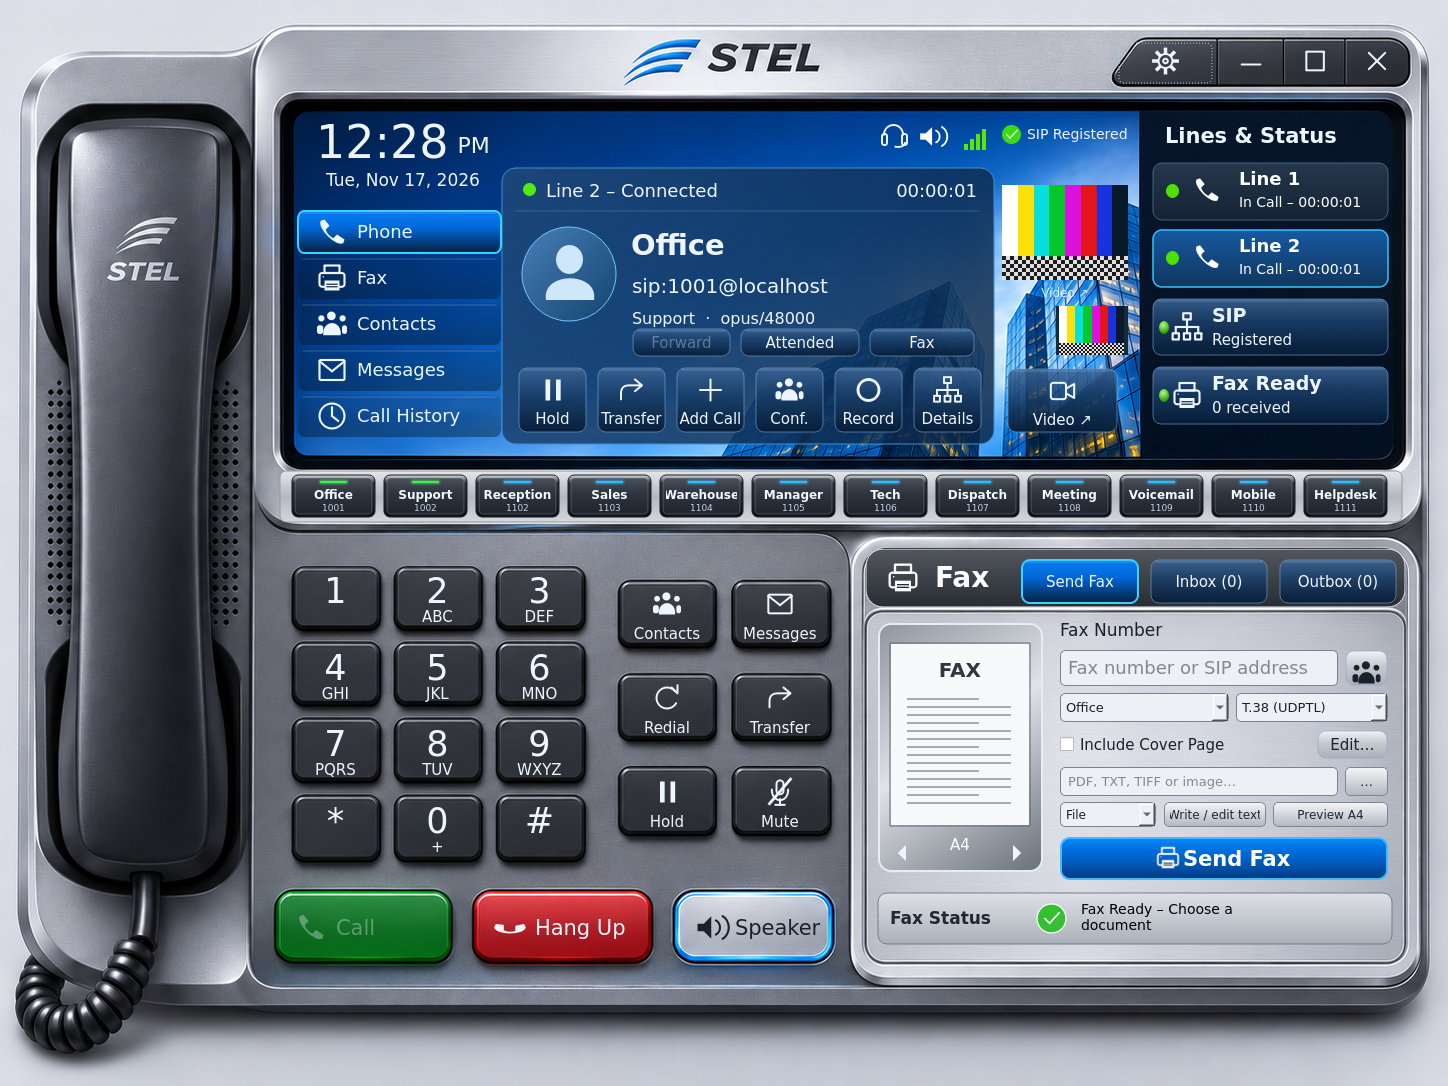 STEL
12:28 PM
Tue, Nov 17, 2026
SIP Registered
Lines & Status
Phone
Fax
Contacts
Messages
Call History
Line 2 – Connected
00:00:01
Office
sip:1001@localhost
Support · opus/48000
Forward
Attended
Fax
Hold
Transfer
Add Call
Conf.
Record
Details
Video ↗
Video ↗
Line 1
In Call – 00:00:01
Line 2
In Call – 00:00:01
SIP
Registered
Fax Ready
0 received
STEL
Office
1001
Support
1002
Reception
1102
Sales
1103
Warehouse
1104
Manager
1105
Tech
1106
Dispatch
1107
Meeting
1108
Voicemail
1109
Mobile
1110
Helpdesk
1111
1
2
ABC
3
DEF
4
GHI
5
JKL
6
MNO
7
PQRS
8
TUV
9
WXYZ
*
0
+
#
Contacts
Messages
Redial
Transfer
Hold
Mute
Call
Hang Up
Speaker
Fax
Send Fax
Inbox (0)
Outbox (0)
FAX
A4
Fax Number
Fax number or SIP address
Office
T.38 (UDPTL)
Include Cover Page
Edit...
PDF, TXT, TIFF or image...
...
File
Write / edit text
Preview A4
Send Fax
Fax Status
Fax Ready – Choose a
document